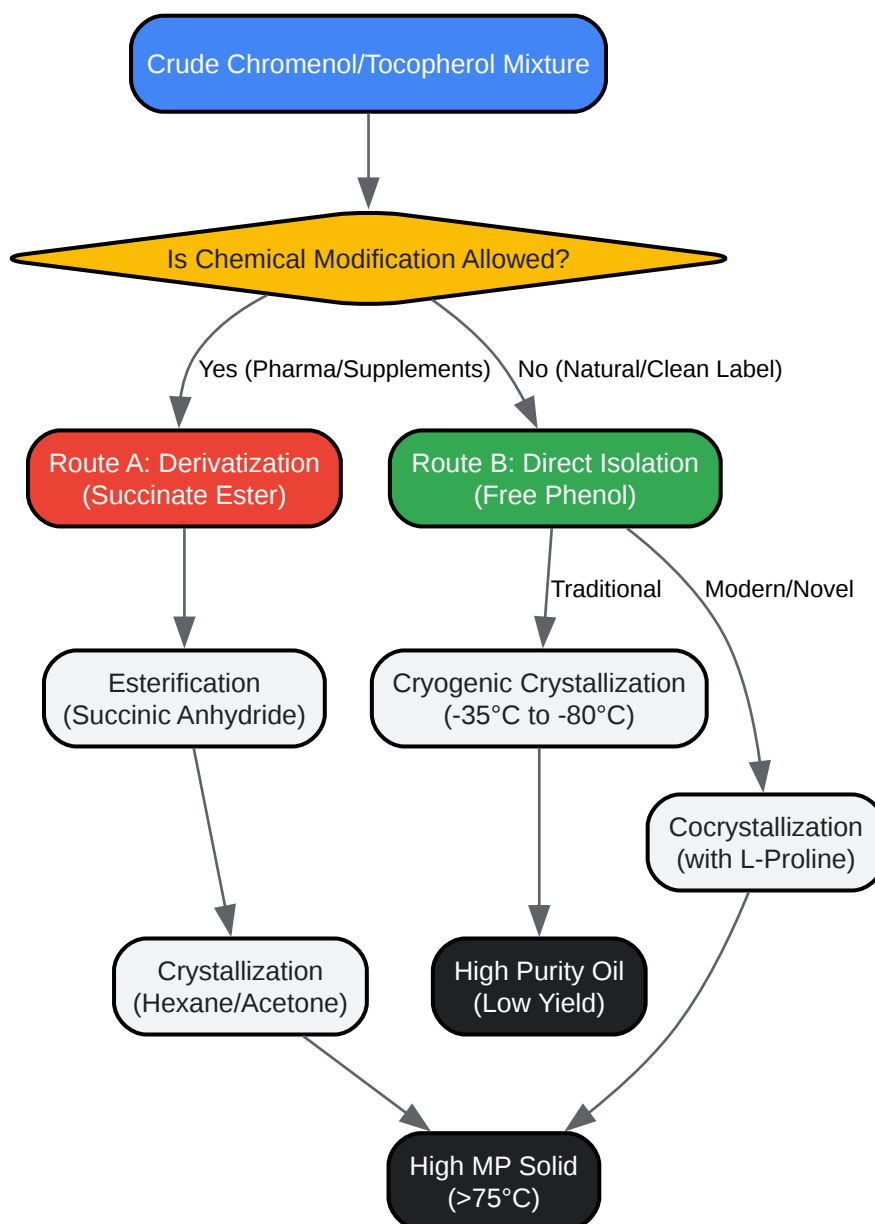 Crude Chromenol/Tocopherol Mixture
Is Chemical Modification Allowed?
Yes (Pharma/Supplements)
No (Natural/Clean Label)
Route A: Derivatization
(Succinate Ester)
Route B: Direct Isolation
(Free Phenol)
Traditional
Modern/Novel
Esterification
(Succinic Anhydride)
Cryogenic Crystallization
(-35°C to -80°C)
Cocrystallization
(with L-Proline)
Crystallization
(Hexane/Acetone)
High Purity Oil
(Low Yield)
High MP Solid
(>75°C)